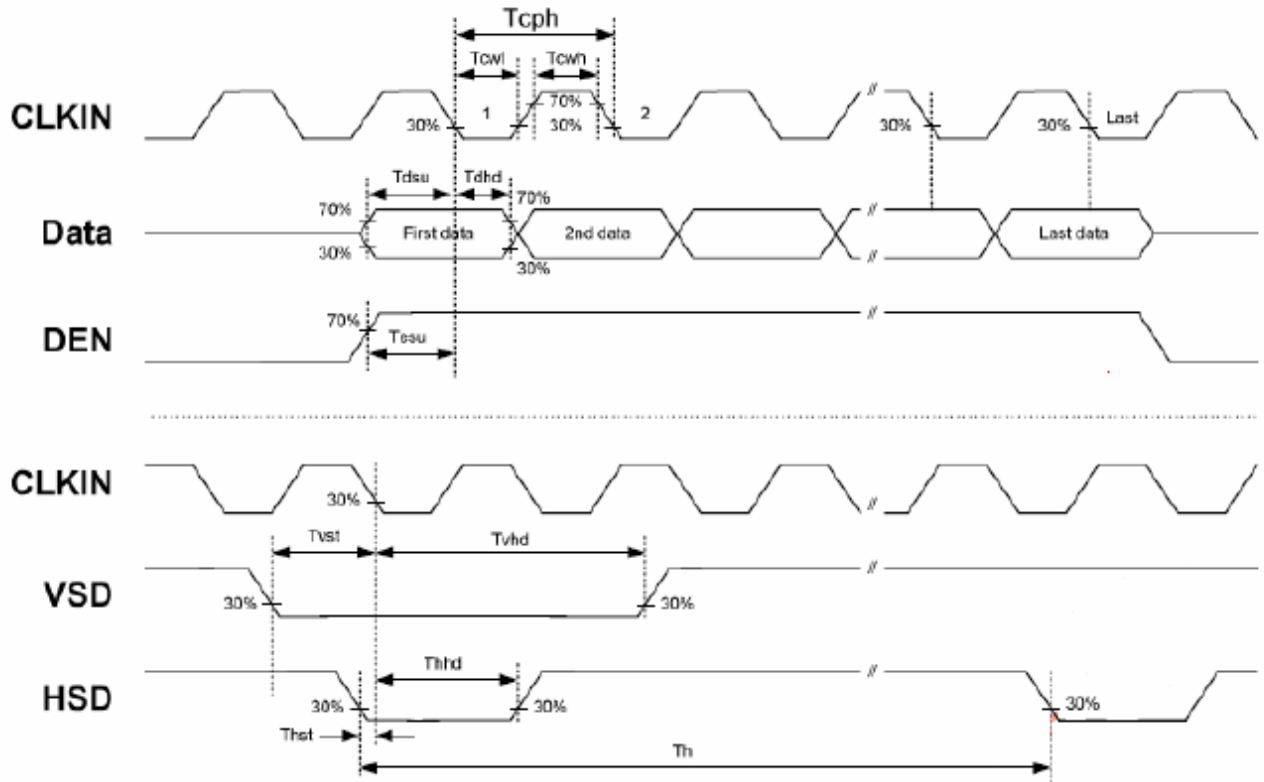 Tcph
Tcwl Tcwh
CLKIN
30% 1 70% 30% 2 30% 30% Last
Tdsu Tdhd
Data
70% 30% First data 70% 30% 2nd data Last data
DEN
70% Tesu
CLKIN
30%
Tvst Tvhd
VSD
30% 30%
Thhd
HSD
30% 30% 30%
Thst
Th